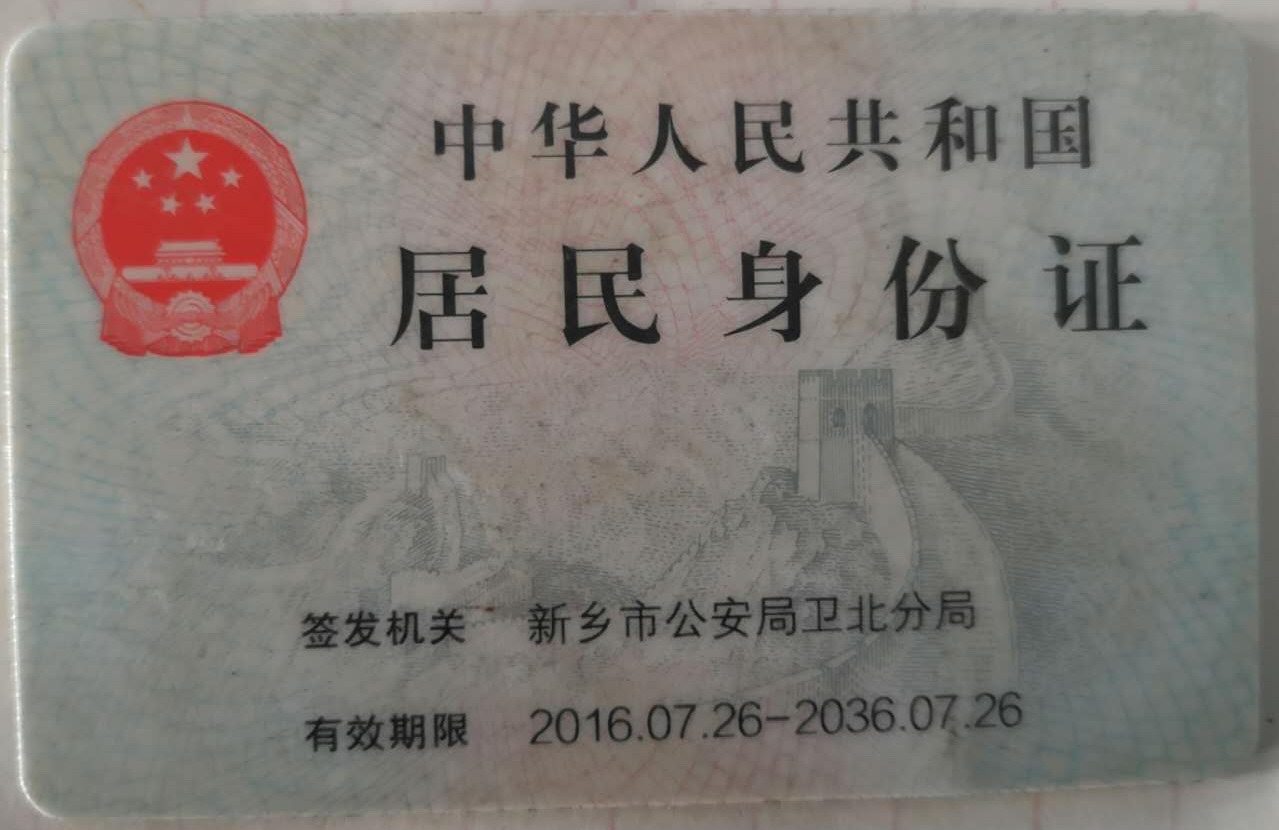 中华人民共和国
居民身份证
签发机关 新乡市公安局卫北分局
有效期限 2016.07.26-2036.07.26